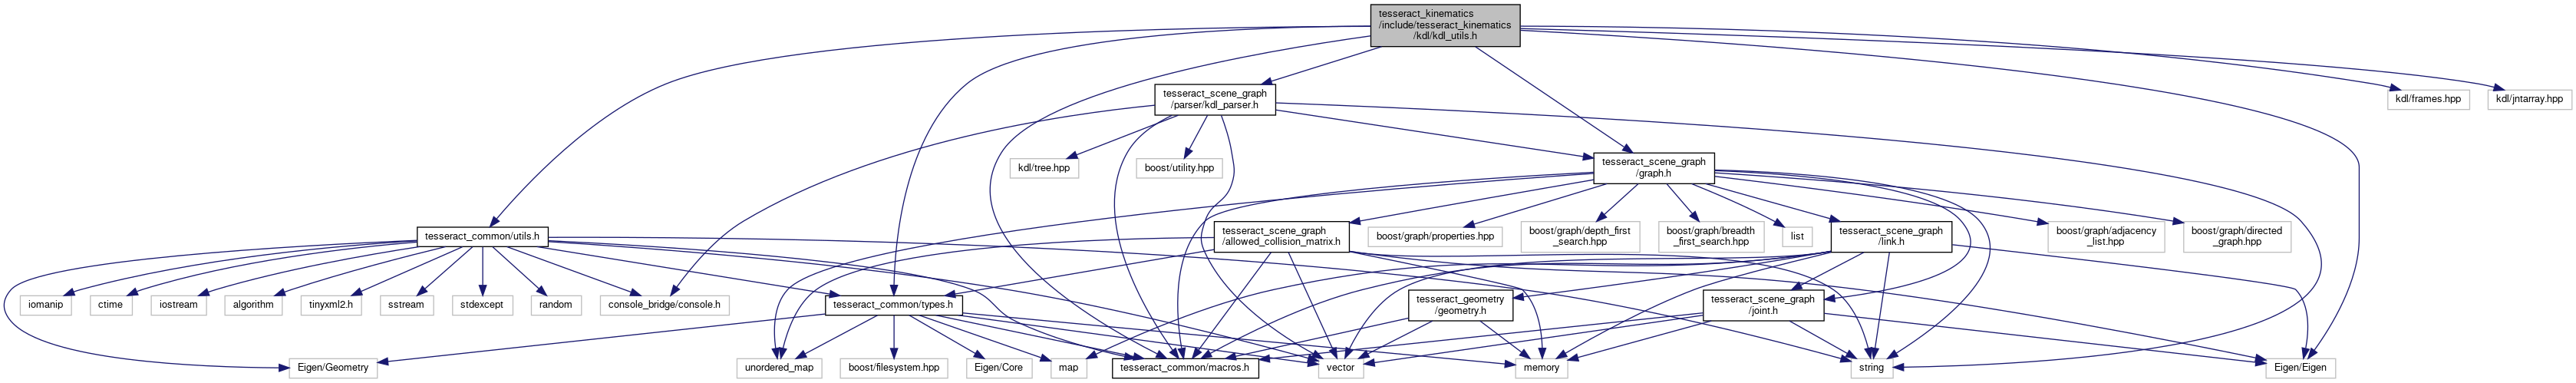 tesseract_kinematics
/include/tesseract_kinematics
/kdl/kdl_utils.h
tesseract_scene_graph
/parser/kdl_parser.h
kdl/frames.hpp
kdl/jntarray.hpp
kdl/tree.hpp
boost/utility.hpp
tesseract_scene_graph
/graph.h
tesseract_common/utils.h
tesseract_scene_graph
/allowed_collision_matrix.h
boost/graph/properties.hpp
boost/graph/depth_first
_search.hpp
boost/graph/breadth
_first_search.hpp
list
tesseract_scene_graph
/link.h
boost/graph/adjacency
_list.hpp
boost/graph/directed
_graph.hpp
iomanip
ctime
iostream
algorithm
tinyxml2.h
sstream
stdexcept
random
console_bridge/console.h
tesseract_common/types.h
tesseract_geometry
/geometry.h
tesseract_scene_graph
/joint.h
Eigen/Geometry
unordered_map
boost/filesystem.hpp
Eigen/Core
map
tesseract_common/macros.h
vector
memory
string
Eigen/Eigen